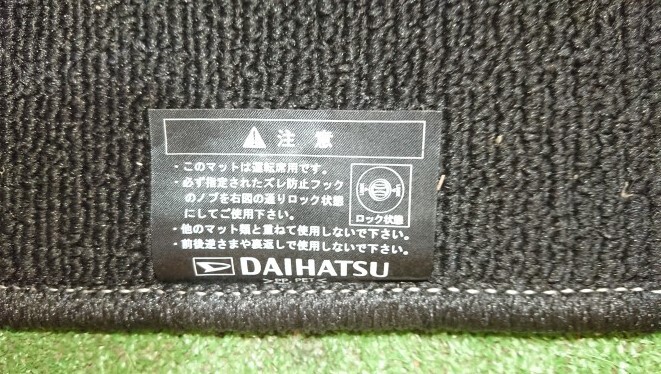 注意
・このマットは運転席用です。
・必ず指定されたズレ防止フック
のノブを右図の通りロック状態
にしてご使用下さい。
ロック状態
・他のマット類と重ねて使用しないで下さい。
・前後逆さまや裏返しで使用しないで下さい。
DAIHATSU
>PP, PET<